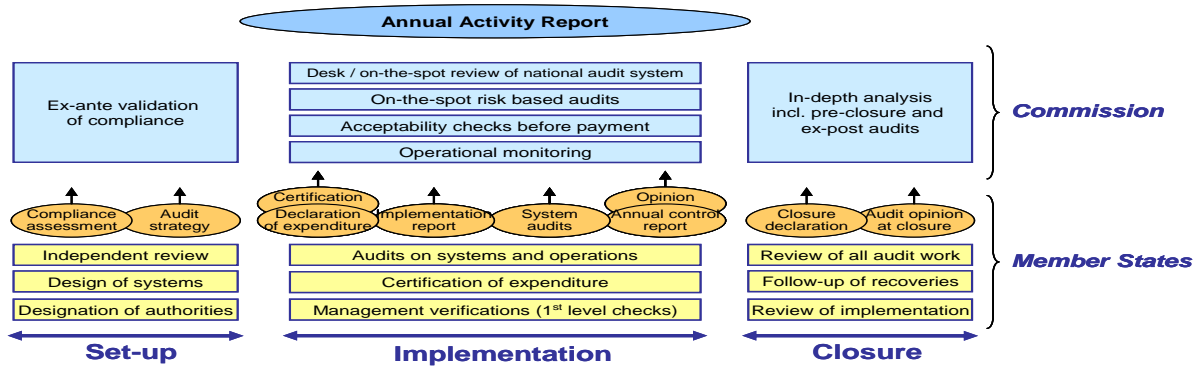 Annual Activity Report
Ex-ante validation
of compliance
Desk / on-the-spot review of national audit system
On-the-spot risk based audits
Acceptability checks before payment
Operational monitoring
In-depth analysis
incl. pre-closure and
ex-post audits
Commission
Compliance
assessment
Audit
strategy
Certification
Declaration
of expenditure
Implementation
report
System
audits
Opinion
Annual control
report
Closure
declaration
Audit opinion
at closure
Independent review
Design of systems
Designation of authorities
Audits on systems and operations
Certification of expenditure
Management verifications (1st level checks)
Review of all audit work
Follow-up of recoveries
Review of implementation
Member States
Set-up
Implementation
Closure